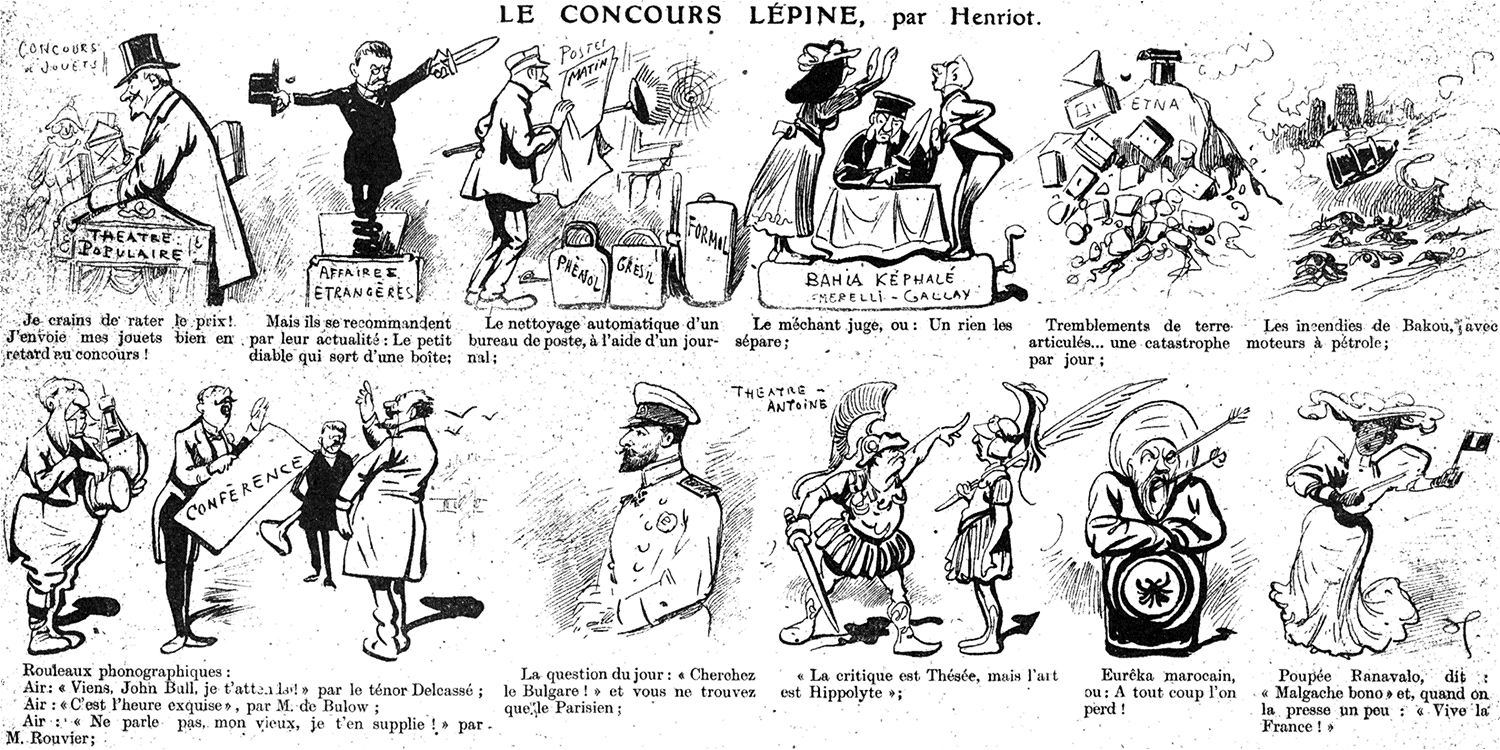 LE CONCOURS LÉPINE, par Henriot.
CONCOURS
de JOUETS
THEATRE
POPULAIRE
Je crains de rater le prix!
J'envoie mes jouets bien en
retard au concours !
AFFAIRES
ETRANGÈRES
Mais ils se recommandent
par leur actualité : Le petit
diable qui sort d'une boîte;
POSTES
MATIN
PHÉNOL
GRESIL
FORMOL
Le nettoyage automatique d'un
bureau de poste, à l'aide d'un jour-
nal;
BAHIA KÉPHALÉ
MERELLI - GALLAY
Le méchant juge, ou : Un rien les
sépare;
ETNA
Tremblements de terre
articulés... une catastrophe
par jour ;
Les incendies de Bakou, avec
moteurs à pétrole;
CONFÉRENCE
Rouleaux phonographiques :
Air: « Viens, John Bull, je t'attends! » par le ténor Delcassé ;
Air : « C'est l'heure exquise », par M. de Bulow ;
Air : « Ne parle pas, mon vieux, je t'en supplie ! » par
M. Rouvier;
La question du jour : « Cherchez
le Bulgare ! » et vous ne trouvez
que le Parisien ;
THEATRE -
ANTOINE
« La critique est Thésée, mais l'art
est Hippolyte »;
Eurêka marocain,
ou : A tout coup l'on
perd !
Poupée Ranavalo, dit :
« Malgache bono » et, quand on
la presse un peu : « Vive la
France ! »